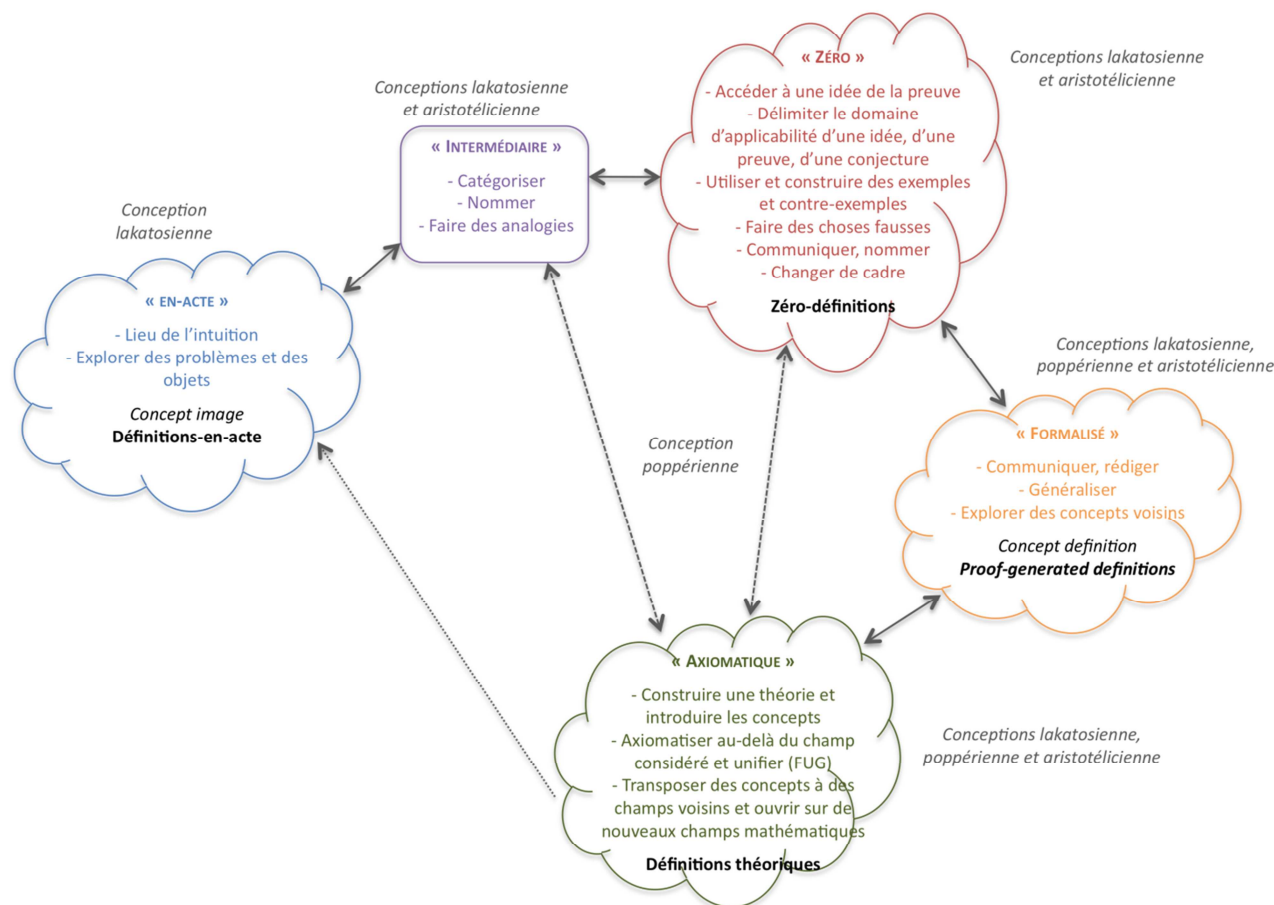 Conceptions lakatosienne
et aristotélicienne
« ZÉRO »
- Accéder à une idée de la preuve
- Délimiter le domaine
d’applicabilité d’une idée, d’une
preuve, d’une conjecture
- Utiliser et construire des exemples
et contre-exemples
- Faire des choses fausses
- Communiquer, nommer
- Changer de cadre
Zéro-définitions
Conceptions lakatosienne
et aristotélicienne
« INTERMÉDIAIRE »
- Catégoriser
- Nommer
- Faire des analogies
Conception
lakatosienne
« EN-ACTE »
- Lieu de l’intuition
- Explorer des problèmes et des
objets
Concept image
Définitions-en-acte
Conception
poppérienne
Conceptions lakatosienne,
poppérienne et aristotélicienne
« FORMALISÉ »
- Communiquer, rédiger
- Généraliser
- Explorer des concepts voisins
Concept definition
Proof-generated definitions
« AXIOMATIQUE »
- Construire une théorie et
introduire les concepts
- Axiomatiser au-delà du champ
considéré et unifier (FUG)
- Transposer des concepts à des
champs voisins et ouvrir sur de
nouveaux champs mathématiques
Définitions théoriques
Conceptions lakatosienne,
poppérienne et aristotélicienne